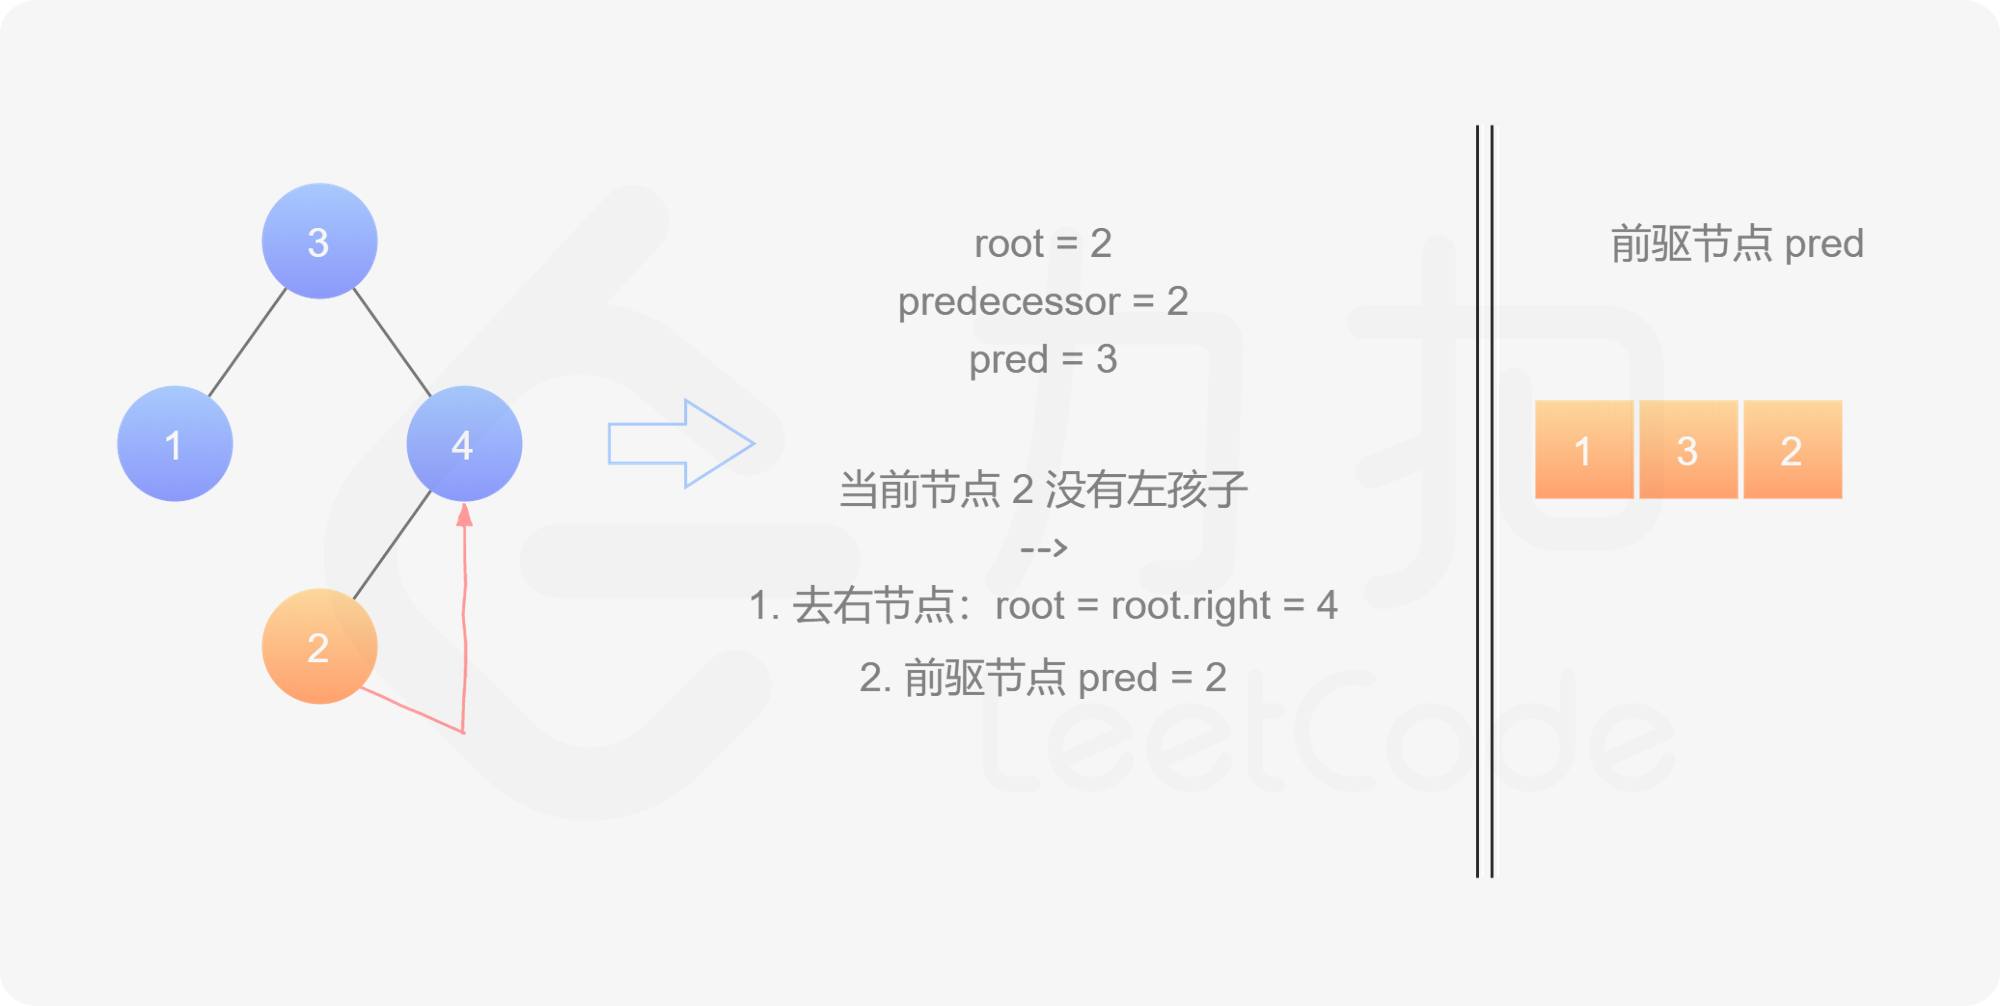 3
1
4
2
root = 2
predecessor = 2
pred = 3
当前节点 2 没有左孩子
-->
1. 去右节点：root = root.right = 4
2. 前驱节点 pred = 2
前驱节点 pred
1 3 2
力扣
LeetCode